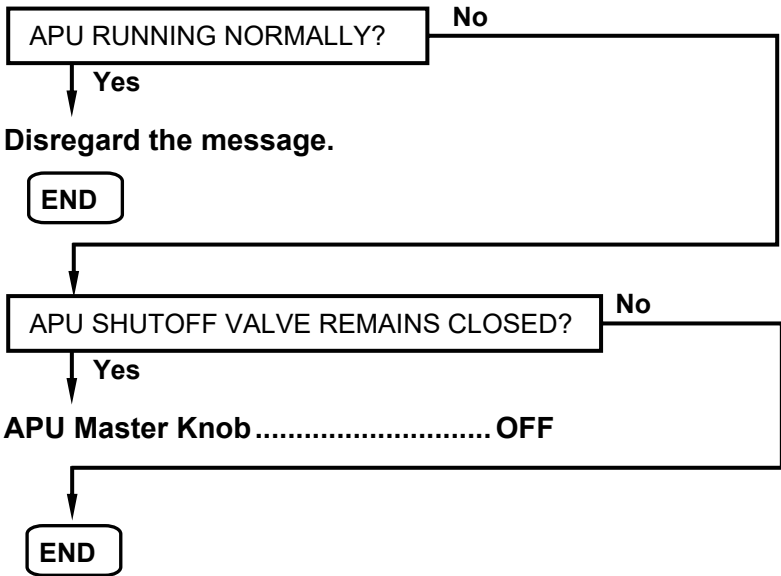 APU RUNNING NORMALLY?
No
Yes
Disregard the message.
END
APU SHUTOFF VALVE REMAINS CLOSED?
No
Yes
APU Master Knob............................. OFF
END